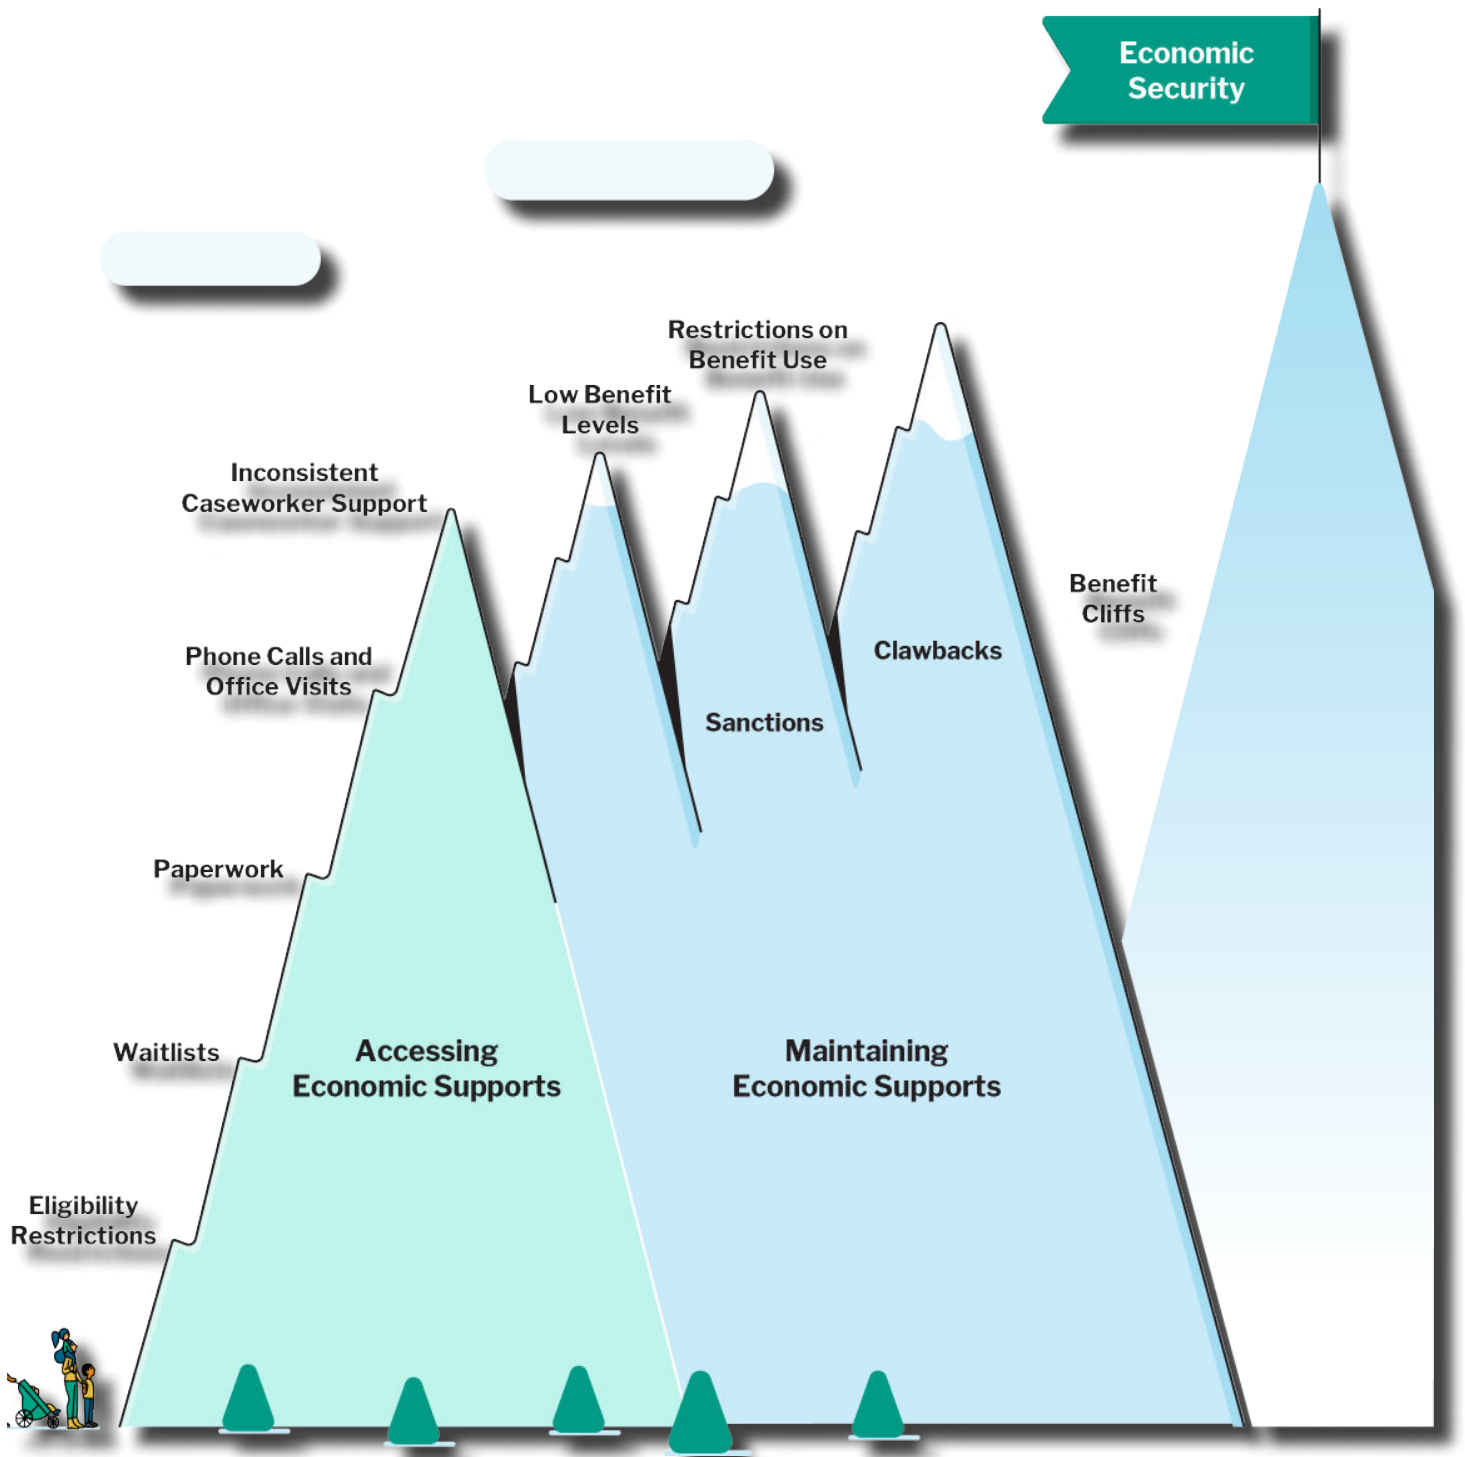 Economic
Security
Restrictions on
Benefit Use
Low Benefit
Levels
Inconsistent
Caseworker Support
Benefit
Cliffs
Clawbacks
Phone Calls and
Office Visits
Sanctions
Paperwork
Waitlists
Accessing
Economic Supports
Maintaining
Economic Supports
Eligibility
Restrictions